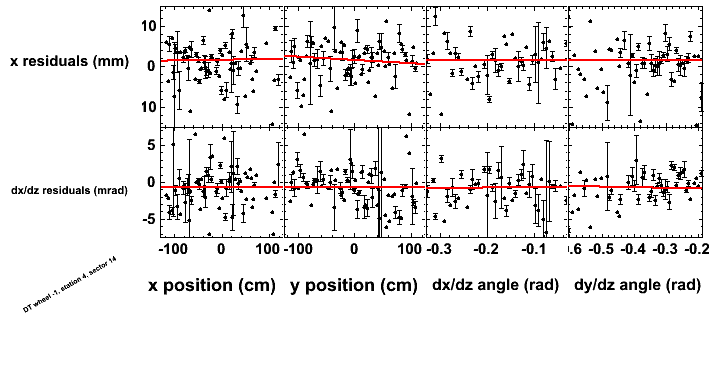 x residuals (mm)
10
0
10
dx/dz residuals (mrad)
5
0
-5
-100 0 100 -100 0 100 -0.3 -0.2 -0.1 .6 -0.5 -0.4 -0.3 -0.2
x position (cm) y position (cm) dx/dz angle (rad) dy/dz angle (rad)
DT wheel -1, station 4, sector 14